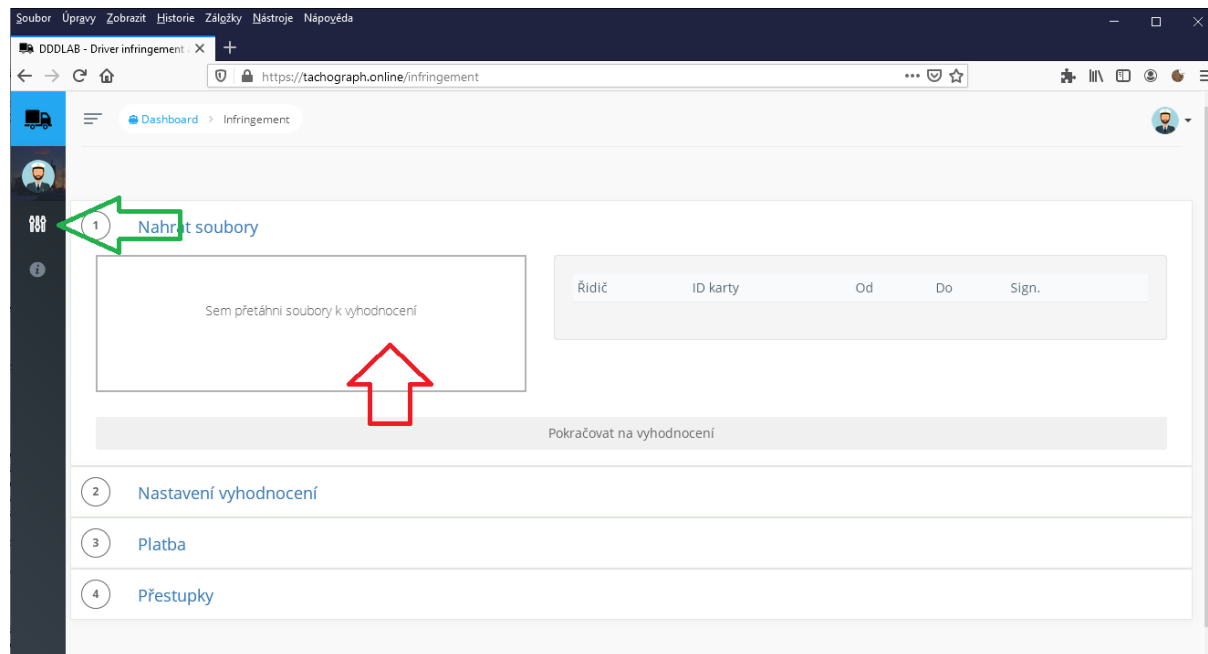 Soubor Úpravy Zobrazit Historie Záložky Nástroje Nápověda
DDDLAB - Driver infringement
https://tachograph.online/infringement
Dashboard > Infringement
1 Nahrát soubory
Sem přetáhni soubory k vyhodnocení
Řidič ID karty Od Do Sign.
Pokračovat na vyhodnocení
2 Nastavení vyhodnocení
3 Platba
4 Přestupky